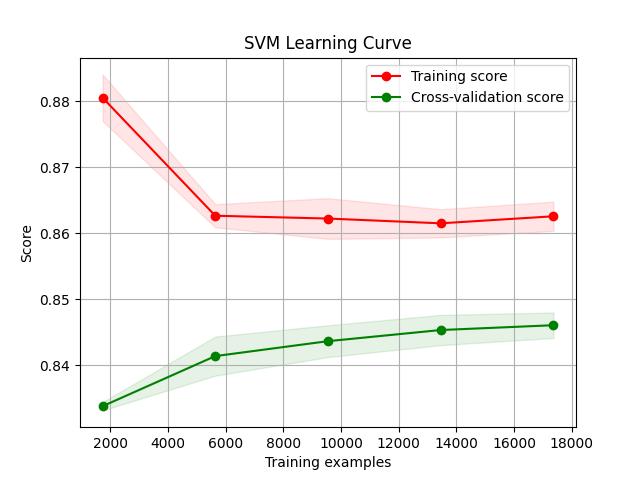 SVM Learning Curve
Training score
Cross-validation score
0.88
0.87
0.86
0.85
0.84
Score
2000 4000 6000 8000 10000 12000 14000 16000 18000
Training examples